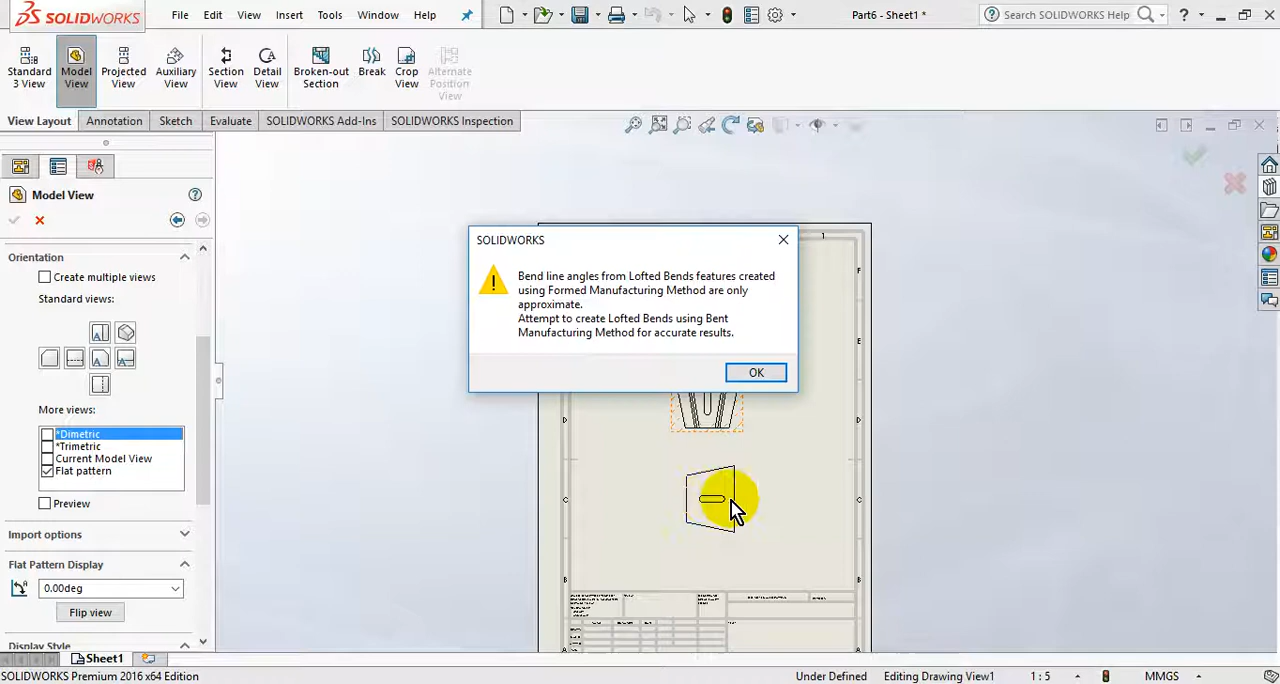 SOLIDWORKS File Edit View Insert Tools Window Help Part6 - Sheet1 * Search SOLIDWORKS Help ?
Standard 3 View
Model View
Projected View
Auxiliary View
Section View
Detail View
Broken-out Section
Break
Crop View
Alternate Position View
View Layout Annotation Sketch Evaluate SOLIDWORKS Add-Ins SOLIDWORKS Inspection
Model View
Orientation
Create multiple views
Standard views:
More views:
*Dimetric
*Trimetric
Current Model View
Flat pattern
Preview
Import options
Flat Pattern Display
0.00deg
Flip view
Display Style
SOLIDWORKS
Bend line angles from Lofted Bends features created
using Formed Manufacturing Method are only
approximate.
Attempt to create Lofted Bends using Bent
Manufacturing Method for accurate results.
OK
1
F
E
D
D
C
C
B
B
Sheet1
SOLIDWORKS Premium 2016 x64 Edition Under Defined Editing Drawing View1 1 : 5 MMGS